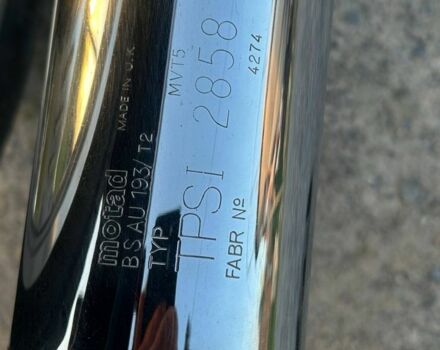 motad MADE IN U.K
BS AU 193/T2
TYP MVT5
TPSI 2858
FABR No 4274